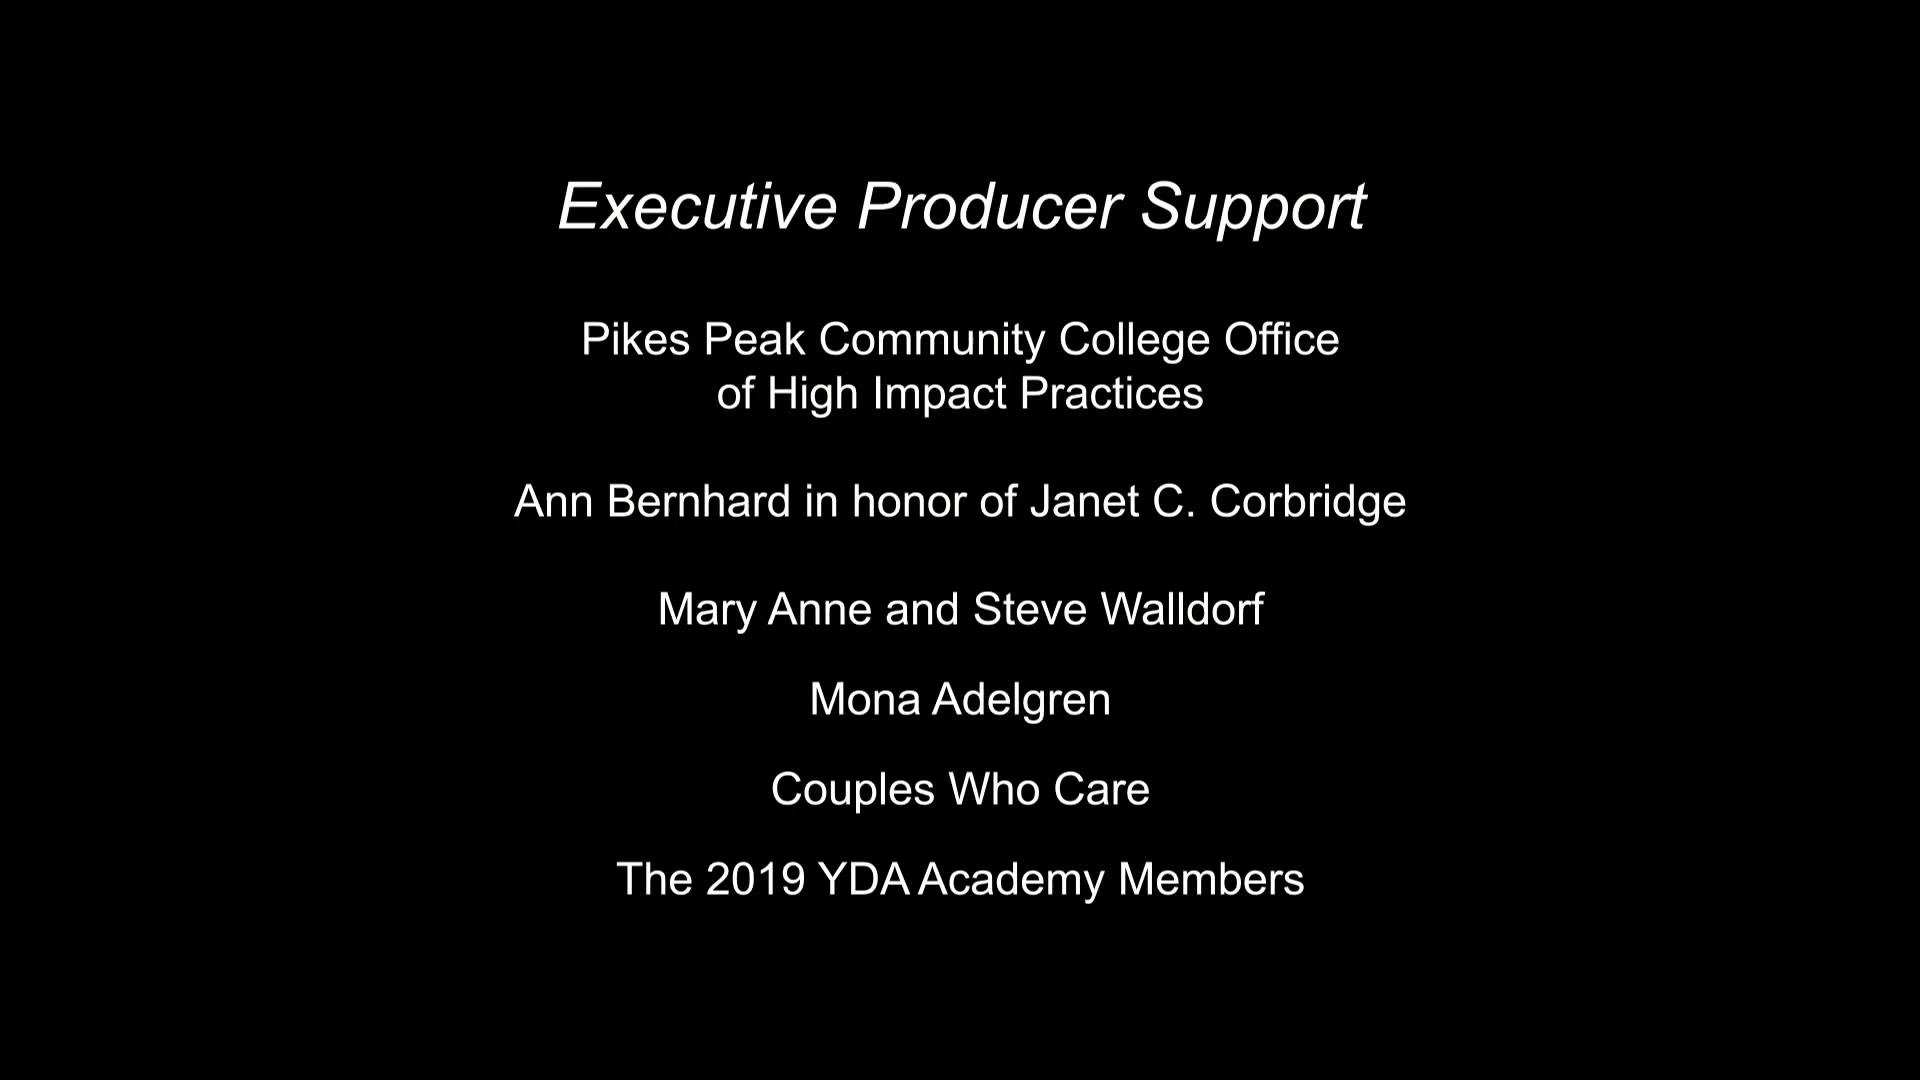 Executive Producer Support
Pikes Peak Community College Office
of High Impact Practices
Ann Bernhard in honor of Janet C. Corbridge
Mary Anne and Steve Walldorf
Mona Adelgren
Couples Who Care
The 2019 YDA Academy Members